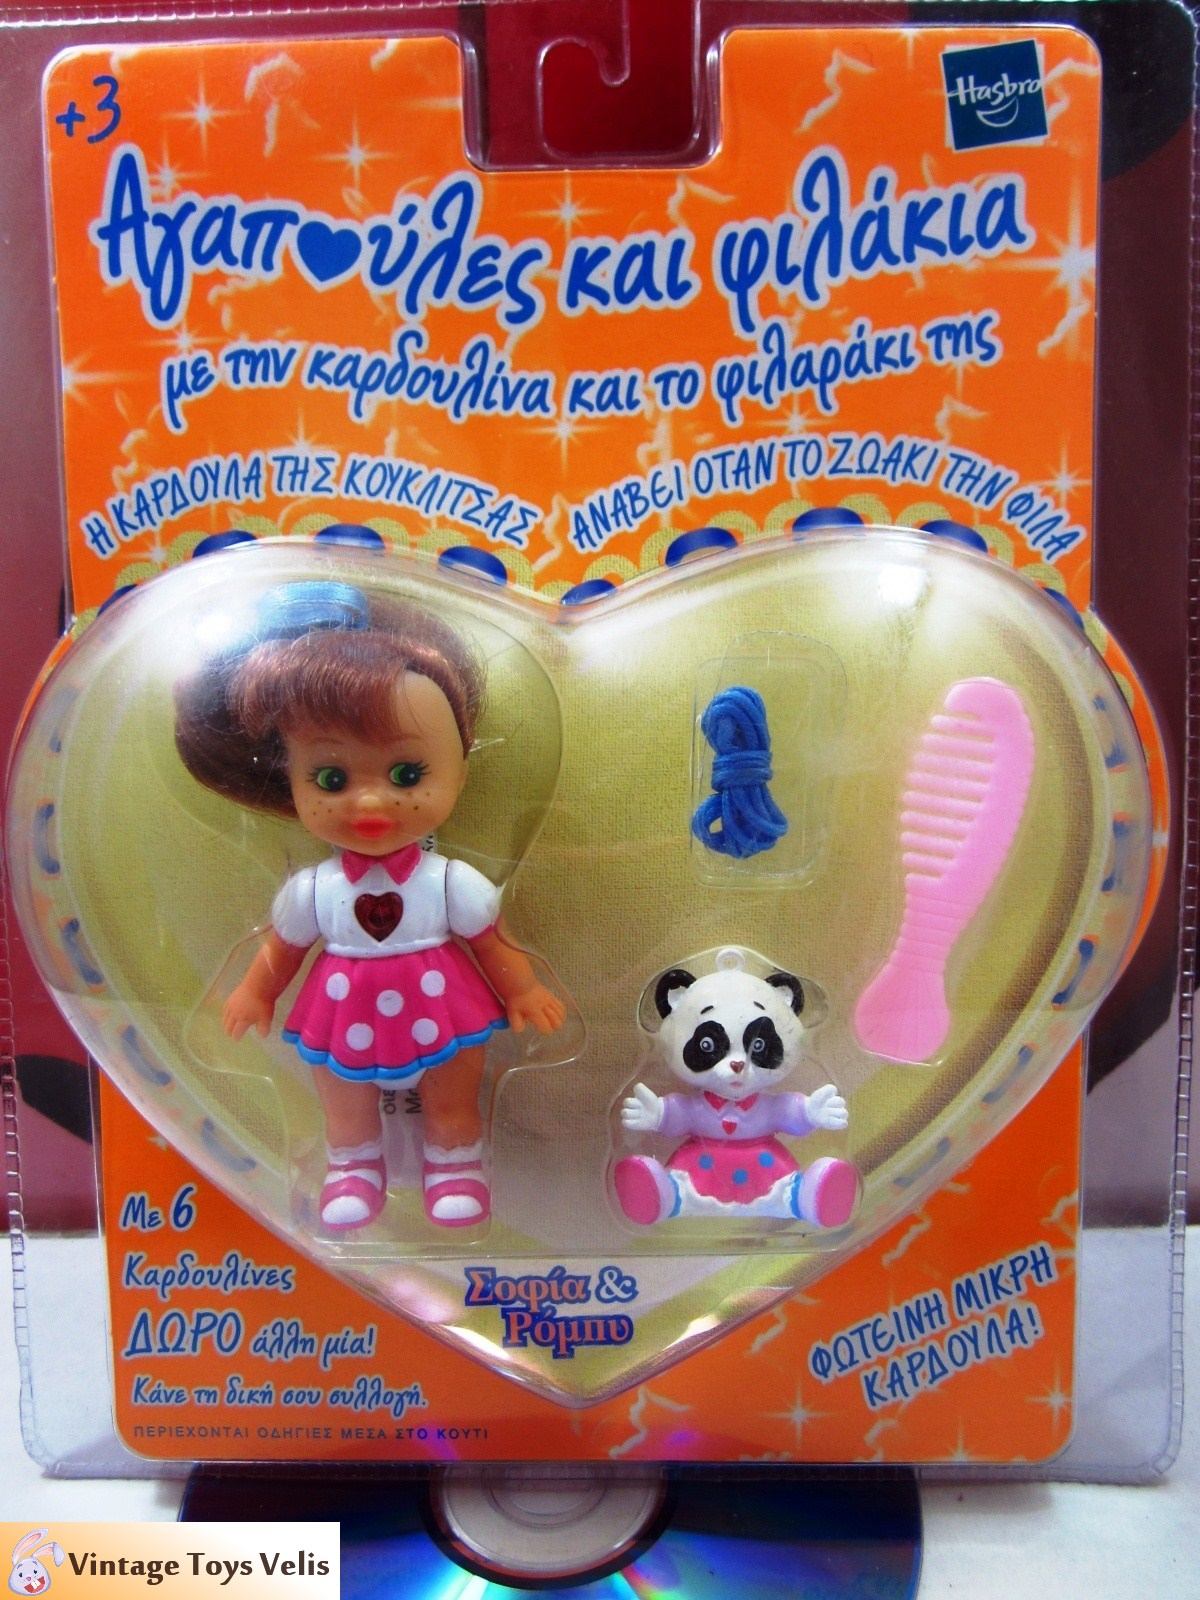 +3
Hasbro
Αγαπούλες και φιλάκια
με την καρδουλίνα και το φιλαράκι της
Η ΚΑΡΔΟΥΛΑ ΤΗΣ ΚΟΥΚΛΙΤΣΑΣ ΑΝΑΒΕΙ ΟΤΑΝ ΤΟ ΖΩΑΚΙ ΤΗΝ ΦΙΛΑ
Με 6
Καρδουλίνες
ΔΩΡΟ άλλη μία!
Κάνε τη δική σου συλλογή.
ΠΕΡΙΕΧΟΝΤΑΙ ΟΔΗΓΙΕΣ ΜΕΣΑ ΣΤΟ ΚΟΥΤΙ
Σοφία &
Ρόμπυ
ΦΩΤΕΙΝΗ ΜΙΚΡΗ
ΚΑΡΔΟΥΛΑ!
Vintage Toys Velis